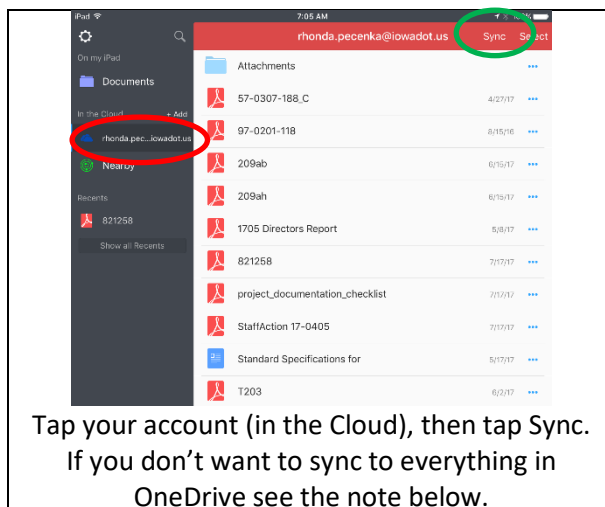 iPad
7:05 AM
rhonda.pecenka@iowadot.us Sync Select
On my iPad
Documents
In the Cloud + Add
rhonda.pec...iowadot.us
Nearby
Recents
821258
Show all Recents
Attachments
57-0307-188_C 4/27/17
97-0201-118 8/15/16
209ab 6/15/17
209ah 6/15/17
1705 Directors Report 5/8/17
821258 7/17/17
project_documentation_checklist 7/17/17
StaffAction 17-0405 7/17/17
Standard Specifications for 5/17/17
T203 6/2/17
Tap your account (in the Cloud), then tap Sync.
If you don’t want to sync to everything in
OneDrive see the note below.